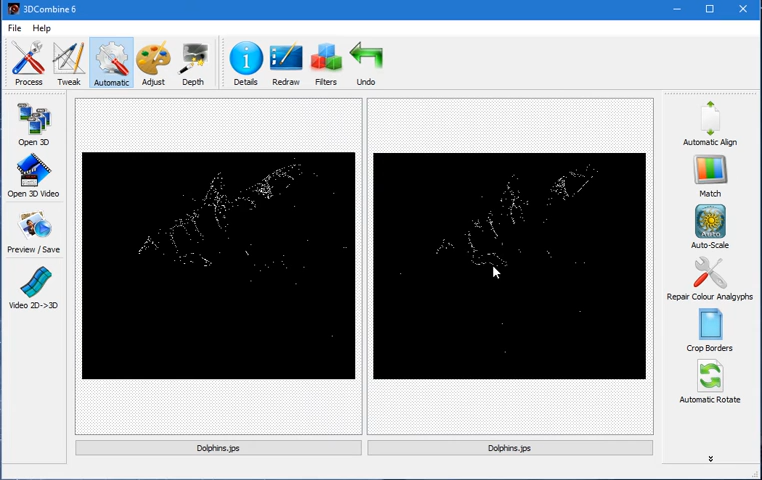 3DCombine 6
File Help
Process Tweak Automatic Adjust Depth Details Redraw Filters Undo
Open 3D
Open 3D Video
Preview / Save
Video 2D->3D
Automatic Align
Match
AUTO
Auto-Scale
Repair Colour Analgyphs
Crop Borders
Automatic Rotate
Dolphins.jps Dolphins.jps